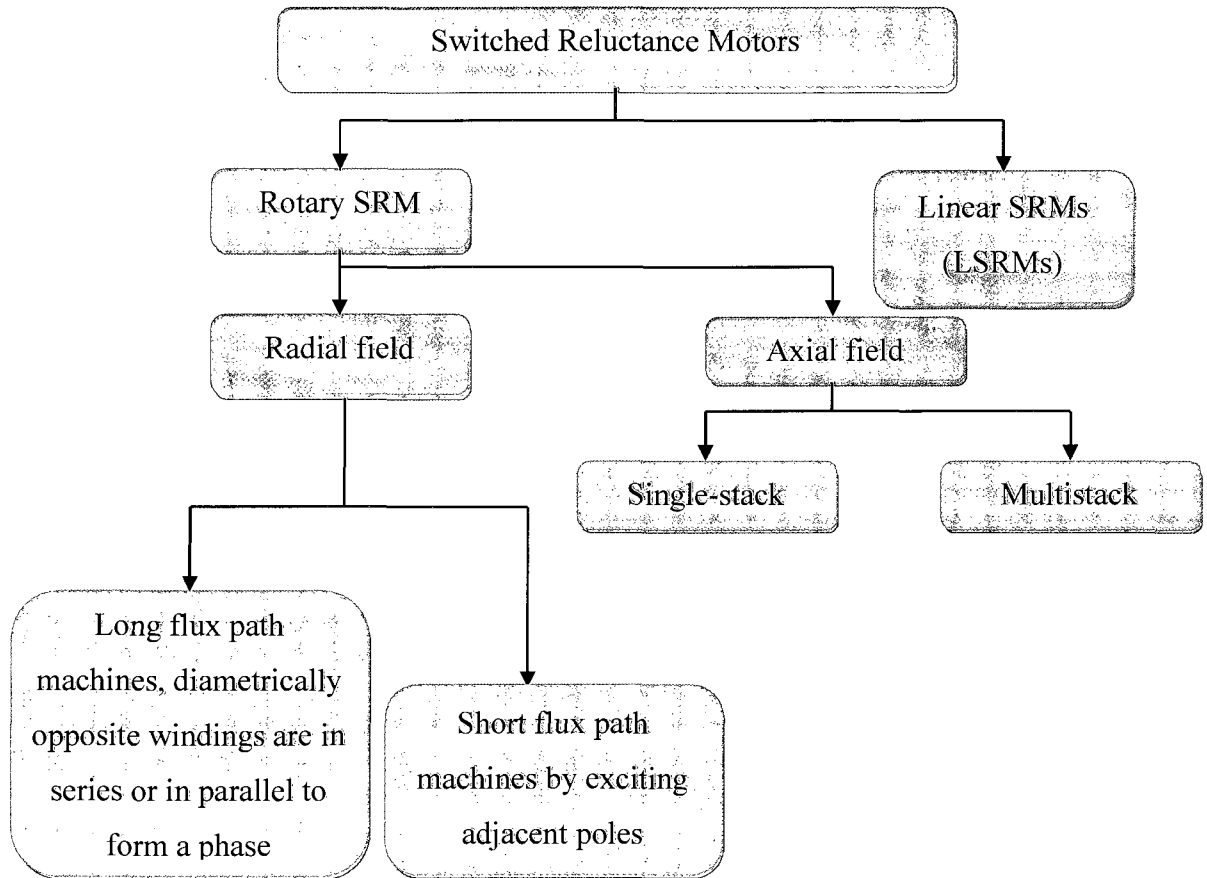 Switched Reluctance Motors
Rotary SRM
Linear SRMs
(LSRMs)
Radial field
Axial field
Single-stack
Multistack
Long flux path
machines, diametrically
opposite windings are in
series or in parallel to
form a phase
Short flux path
machines by exciting
adjacent poles